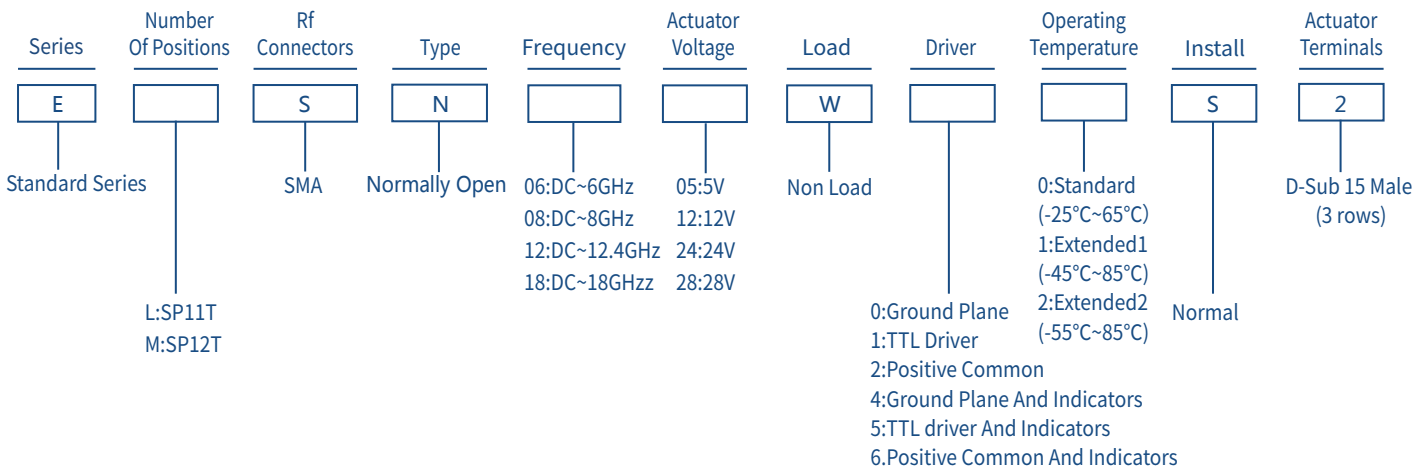 Series
Number
Of Positions
Rf
Connectors
Type
Frequency
Actuator
Voltage
Load
Driver
Operating
Temperature
Install
Actuator
Terminals
E
S
N
W
S
2
Standard Series
L:SP11T
M:SP12T
SMA
Normally Open
06:DC~6GHz
08:DC~8GHz
12:DC~12.4GHz
18:DC~18GHzz
05:5V
12:12V
24:24V
28:28V
Non Load
0:Ground Plane
1:TTL Driver
2:Positive Common
4:Ground Plane And Indicators
5:TTL driver And Indicators
6.Positive Common And Indicators
0:Standard
(-25°C~65°C)
1:Extended1
(-45°C~85°C)
2:Extended2
(-55°C~85°C)
Normal
D-Sub 15 Male
(3 rows)